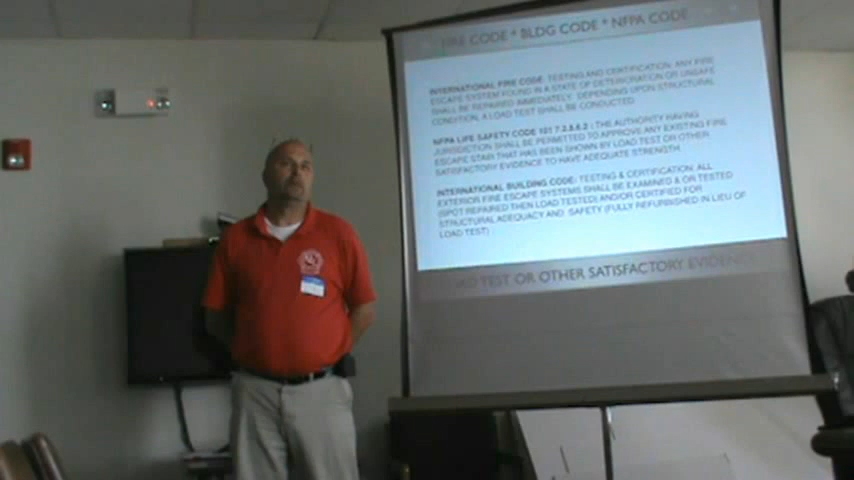 FIRE CODE * BLDG CODE * NFPA CODE
INTERNATIONAL FIRE CODE: TESTING AND CERTIFICATION: ANY FIRE
ESCAPE SYSTEM FOUND IN A STATE OF DETERIORATION OR UNSAFE
SHALL BE REPAIRED IMMEDIATELY. DEPENDING UPON STRUCTURAL
CONDITION, A LOAD TEST SHALL BE CONDUCTED.
NFPA LIFE SAFETY CODE 101 : THE AUTHORITY HAVING
JURISDICTION SHALL BE PERMITTED TO APPROVE ANY EXISTING FIRE
ESCAPE STAIR THAT HAS BEEN SHOWN BY LOAD TEST OR OTHER
SATISFACTORY EVIDENCE TO HAVE ADEQUATE STRENGTH.
INTERNATIONAL BUILDING CODE: TESTING & CERTIFICATION: ALL
EXTERIOR FIRE ESCAPE SYSTEMS SHALL BE EXAMINED & OR TESTED
(SPOT REPAIRED THEN LOAD TESTED) AND/OR CERTIFIED FOR
STRUCTURAL ADEQUACY AND SAFETY (FULLY REFURBISHED IN LIEU OF
LOAD TEST)
TEST OR OTHER SATISFACTORY EVIDENCE